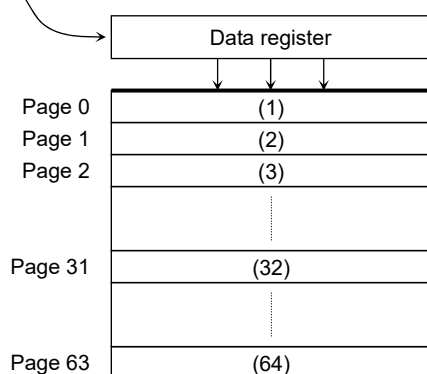 Data register
Page 0 (1)
Page 1 (2)
Page 2 (3)
Page 31 (32)
Page 63 (64)